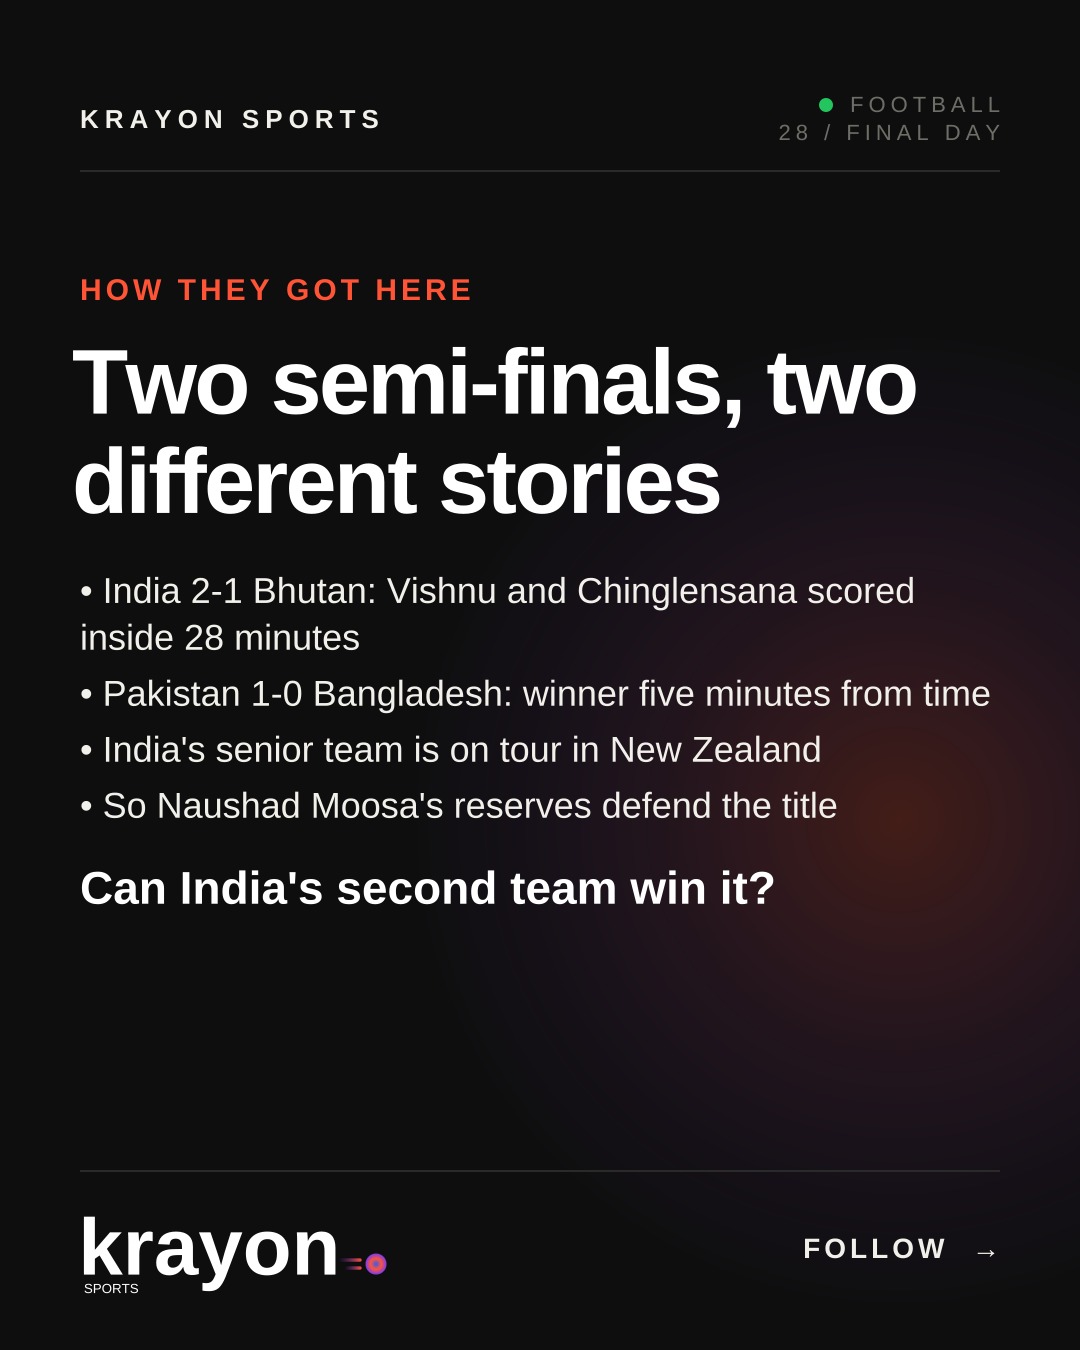 KRAYON SPORTS
FOOTBALL
28 / FINAL DAY
HOW THEY GOT HERE
Two semi-finals, two
different stories
• India 2-1 Bhutan: Vishnu and Chinglensana scored
inside 28 minutes
• Pakistan 1-0 Bangladesh: winner five minutes from time
• India's senior team is on tour in New Zealand
• So Naushad Moosa's reserves defend the title
Can India's second team win it?
krayon
SPORTS
FOLLOW →